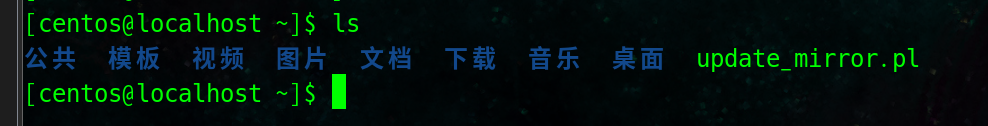 [centos@localhost ~]$ ls
公共 模板 视频 图片 文档 下载 音乐 桌面 update_mirror.pl
[centos@localhost ~]$